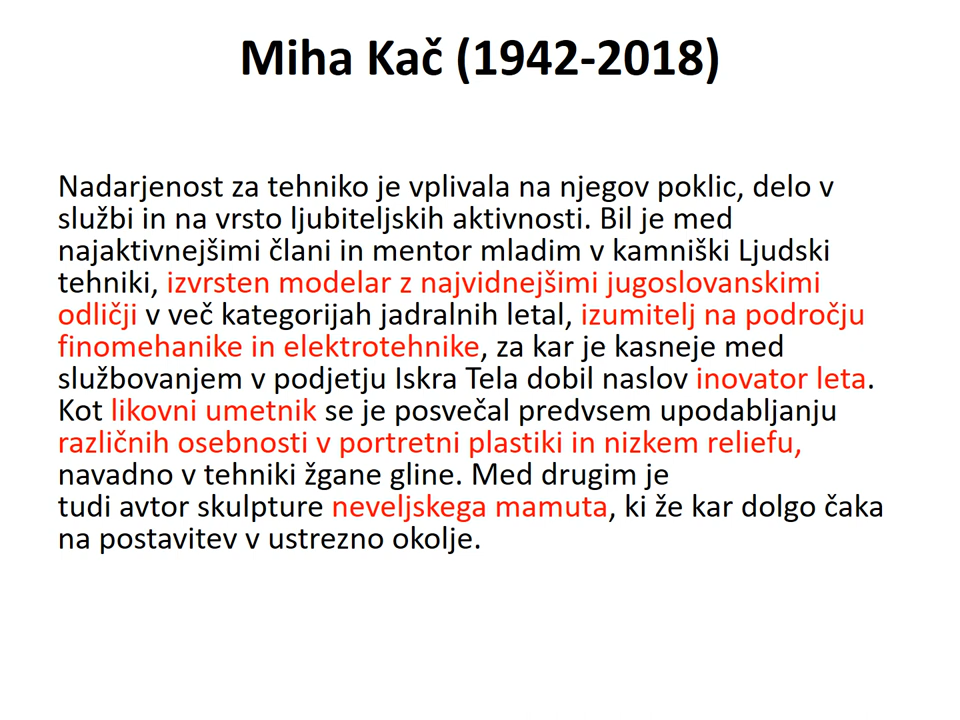 Miha Kač (1942-2018)
Nadarjenost za tehniko je vplivala na njegov poklic, delo v
službi in na vrsto ljubiteljskih aktivnosti. Bil je med
najaktivnejšimi člani in mentor mladim v kamniški Ljudski
tehniki, izvrsten modelar z najvidnejšimi jugoslovanskimi
odličji v več kategorijah jadralnih letal, izumitelj na področju
finomehanike in elektrotehnike, za kar je kasneje med
službovanjem v podjetju Iskra Tela dobil naslov inovator leta.
Kot likovni umetnik se je posvečal predvsem upodabljanju
različnih osebnosti v portretni plastiki in nizkem reliefu,
navadno v tehniki žgane gline. Med drugim je
tudi avtor skulpture neveljskega mamuta, ki že kar dolgo čaka
na postavitev v ustrezno okolje.